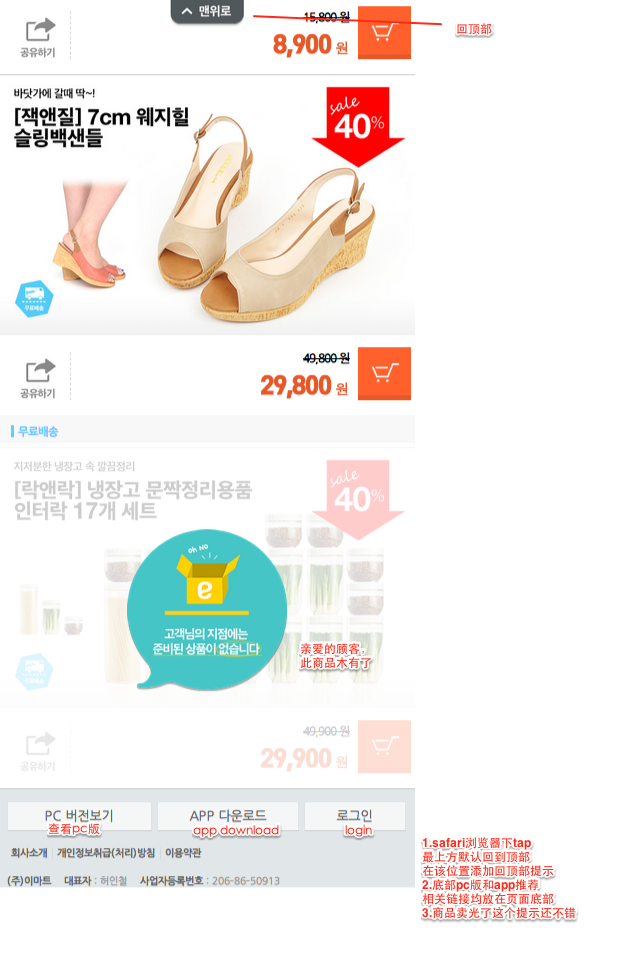 맨위로
15,800 원
回顶部
공유하기
8,900 원
바닷가에 갈때 딱~!
[잭앤질] 7cm 웨지힐
슬링백샌들
sale
40%
무료배송
49,800 원
공유하기
29,800 원
무료배송
지저분한 냉장고 속 깔끔정리
[락앤락] 냉장고 문짝정리용품
인터락 17개 세트
sale
40%
oh No
e
고객님의 지점에는
준비된 상품이 없습니다
亲爱的顾客，
此商品木有了
무료배송
49,900 원
공유하기
29,900 원
PC 버전보기
APP 다운로드
로그인
查看pc版
app download
login
회사소개
개인정보취급(처리)방침
이용약관
(주)이마트
대표자 : 허인철
사업자등록번호 : 206-86-50913
1.safari浏览器下tap
最上方默认回到顶部
在该位置添加回顶部提示
2.底部pc版和app推荐
相关链接均放在页面底部
3.商品卖光了这个提示还不错